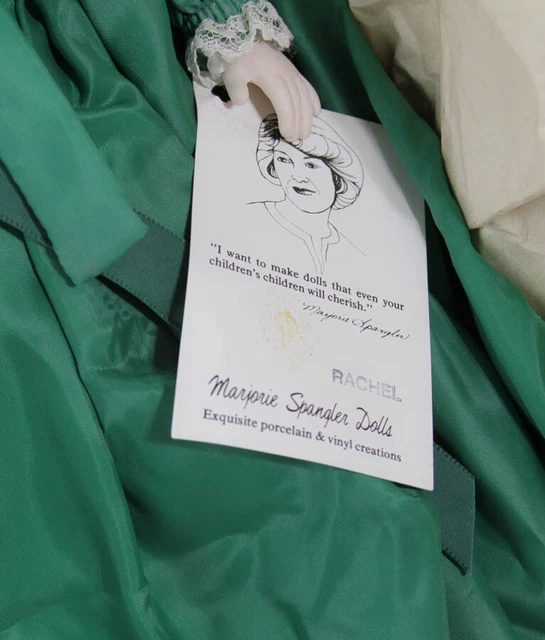 "I want to make dolls that even your
children's children will cherish."
Marjorie Spangler
RACHEL
Marjorie Spangler Dolls
Exquisite porcelain & vinyl creations